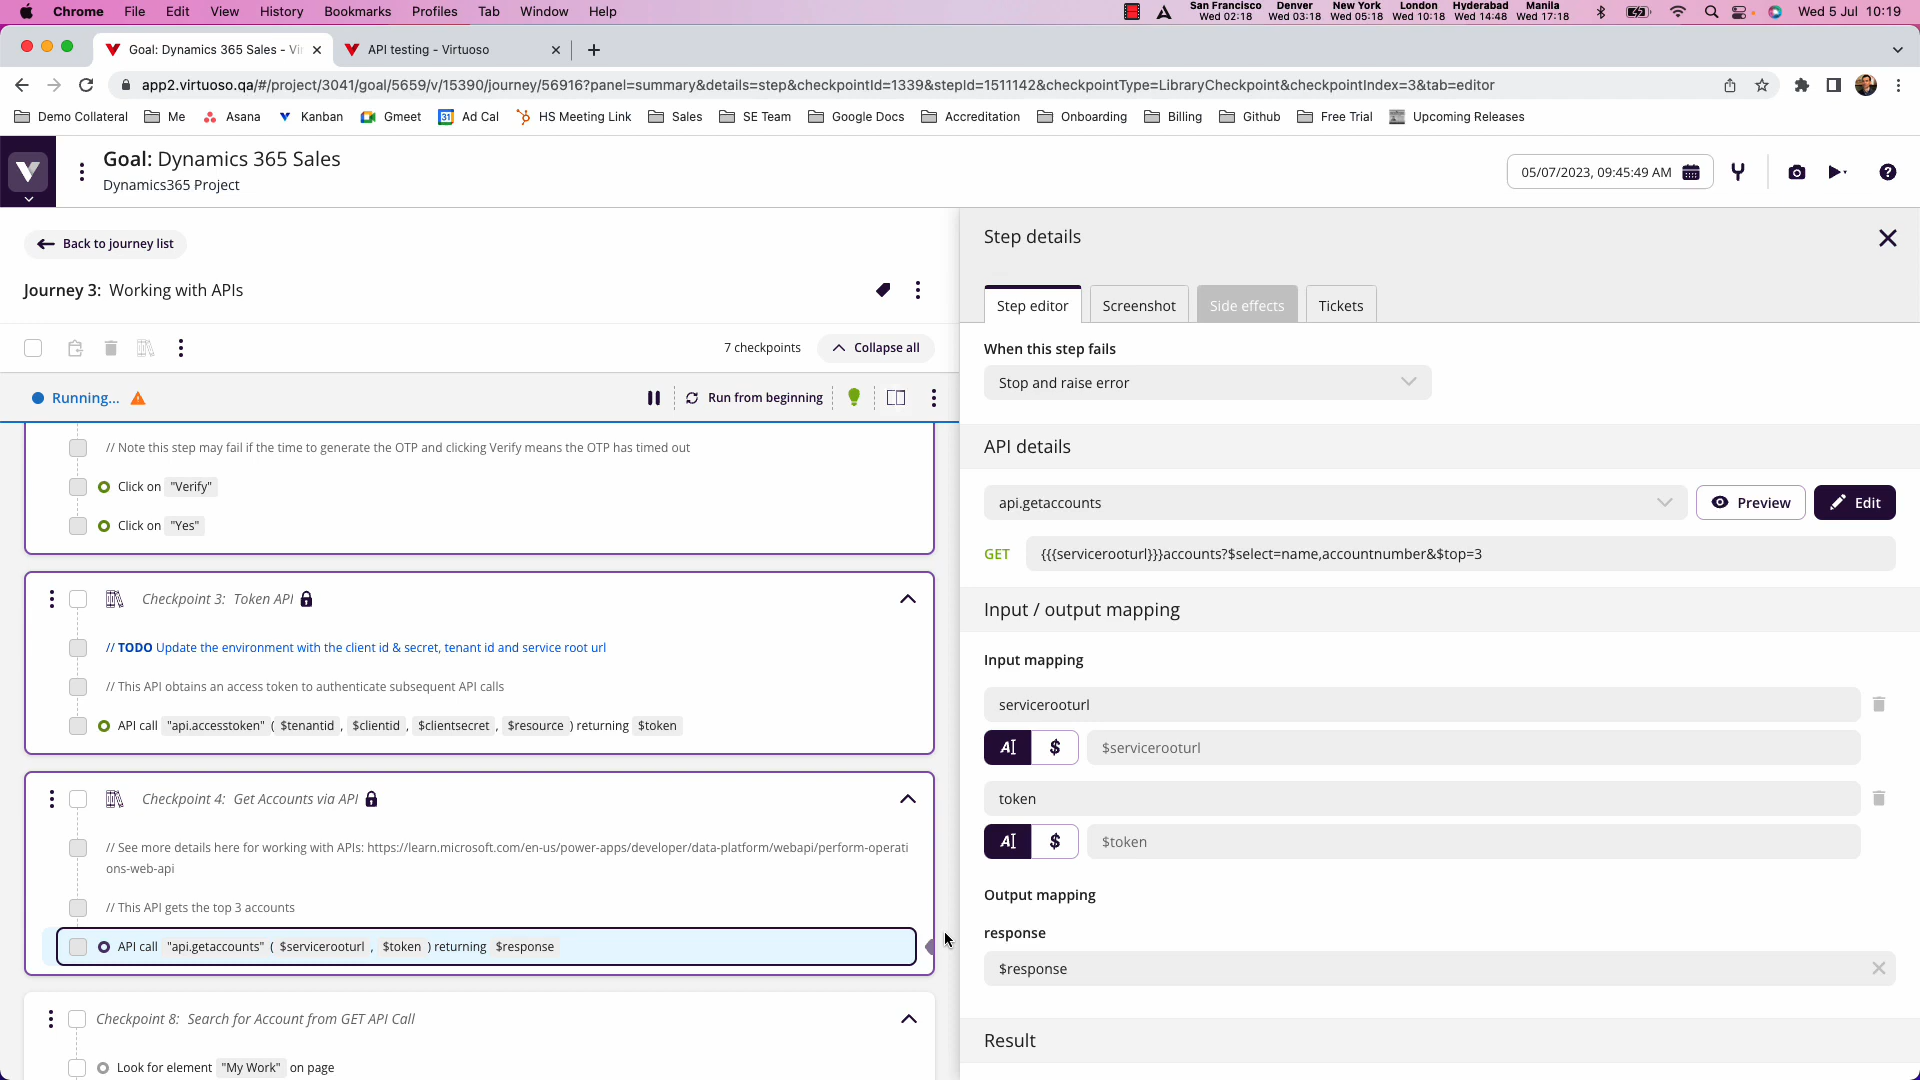 Chrome File Edit View History Bookmarks Profiles Tab Window Help
San Francisco Denver New York London Hyderabad Manila
Wed 02:18 Wed 03:18 Wed 05:18 Wed 10:18 Wed 14:48 Wed 17:18
Wed 5 Jul 10:19
Goal: Dynamics 365 Sales - Vi
API testing - Virtuoso
app2.virtuoso.qa/#/project/3041/goal/5659/v/15390/journey/56916?panel=summary&details=step&checkpointId=1339&stepId=1511142&checkpointType=LibraryCheckpoint&checkpointIndex=3&tab=editor
Demo Collateral Me Asana Kanban Gmeet Ad Cal HS Meeting Link Sales SE Team Google Docs Accreditation Onboarding Billing Github Free Trial Upcoming Releases
Goal: Dynamics 365 Sales
Dynamics365 Project
05/07/2023, 09:45:49 AM
Back to journey list
Journey 3: Working with APIs
7 checkpoints
Collapse all
Running...
Run from beginning
// Note this step may fail if the time to generate the OTP and clicking Verify means the OTP has timed out
Click on "Verify"
Click on "Yes"
Checkpoint 3: Token API
// TODO Update the environment with the client id & secret, tenant id and service root url
// This API obtains an access token to authenticate subsequent API calls
API call "api.accesstoken" ( $tenantid , $clientid , $clientsecret , $resource ) returning $token
Checkpoint 4: Get Accounts via API
// See more details here for working with APIs: https://learn.microsoft.com/en-us/power-apps/developer/data-platform/webapi/perform-operati
ons-web-api
// This API gets the top 3 accounts
API call "api.getaccounts" ( $servicerooturl , $token ) returning $response
Checkpoint 8: Search for Account from GET API Call
Look for element "My Work" on page
Step details
Step editor Screenshot Side effects Tickets
When this step fails
Stop and raise error
API details
api.getaccounts
Preview
Edit
GET {{{servicerooturl}}}accounts?$select=name,accountnumber&$top=3
Input / output mapping
Input mapping
servicerooturl
AI $ $servicerooturl
token
AI $ $token
Output mapping
response
$response
Result